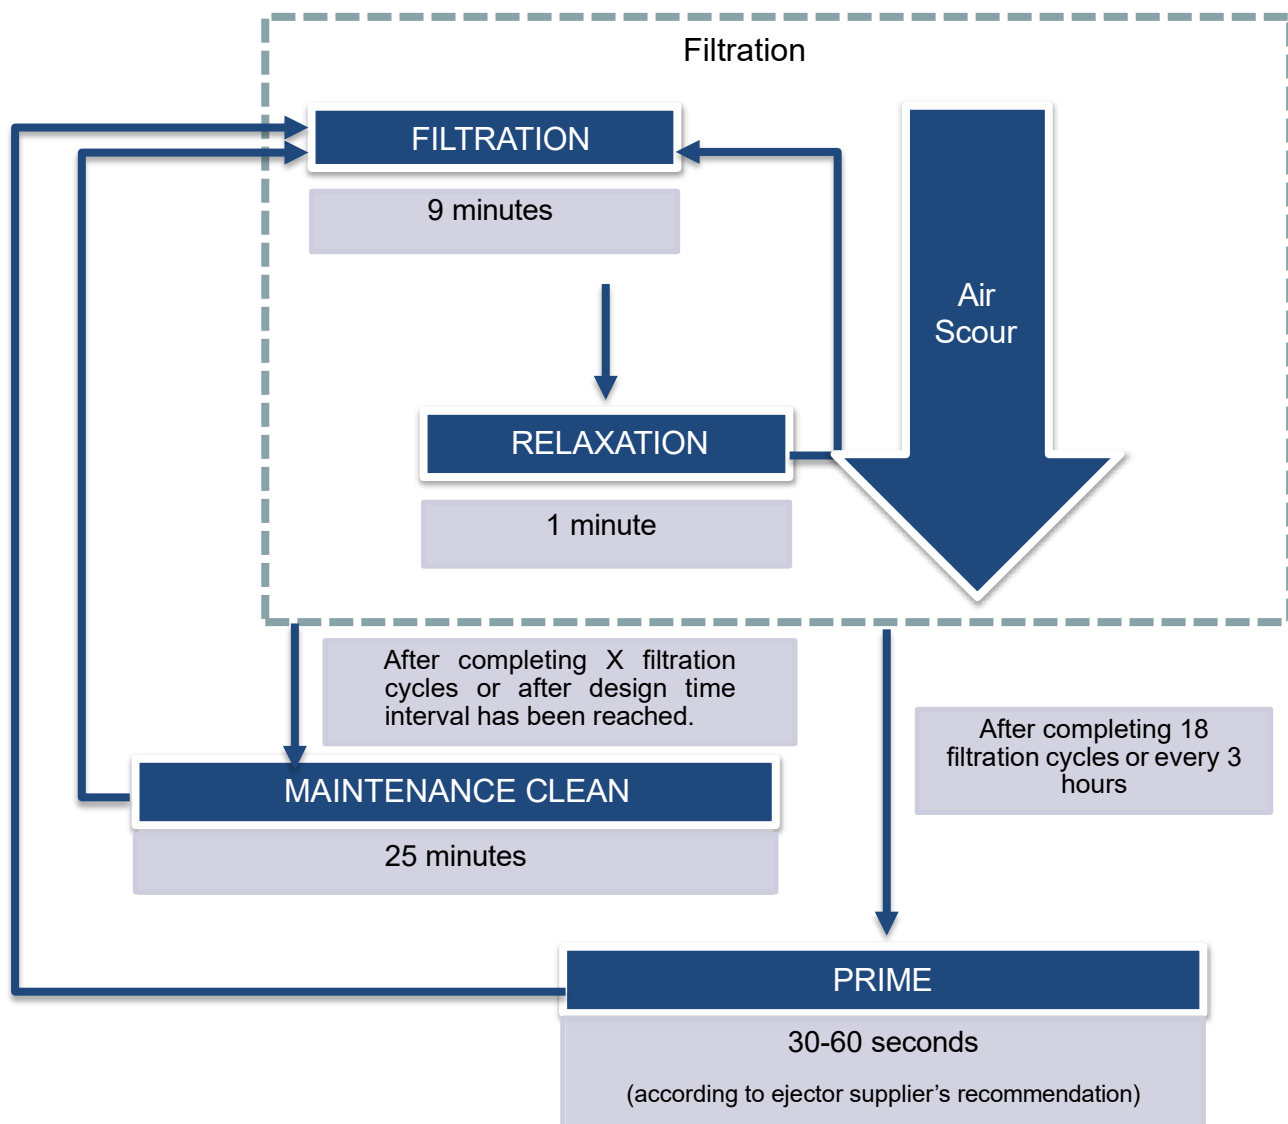 Filtration
FILTRATION
9 minutes
Air
Scour
RELAXATION
1 minute
After completing X filtration
cycles or after design time
interval has been reached.
After completing 18
filtration cycles or every 3
hours
MAINTENANCE CLEAN
25 minutes
PRIME
30-60 seconds
(according to ejector supplier’s recommendation)